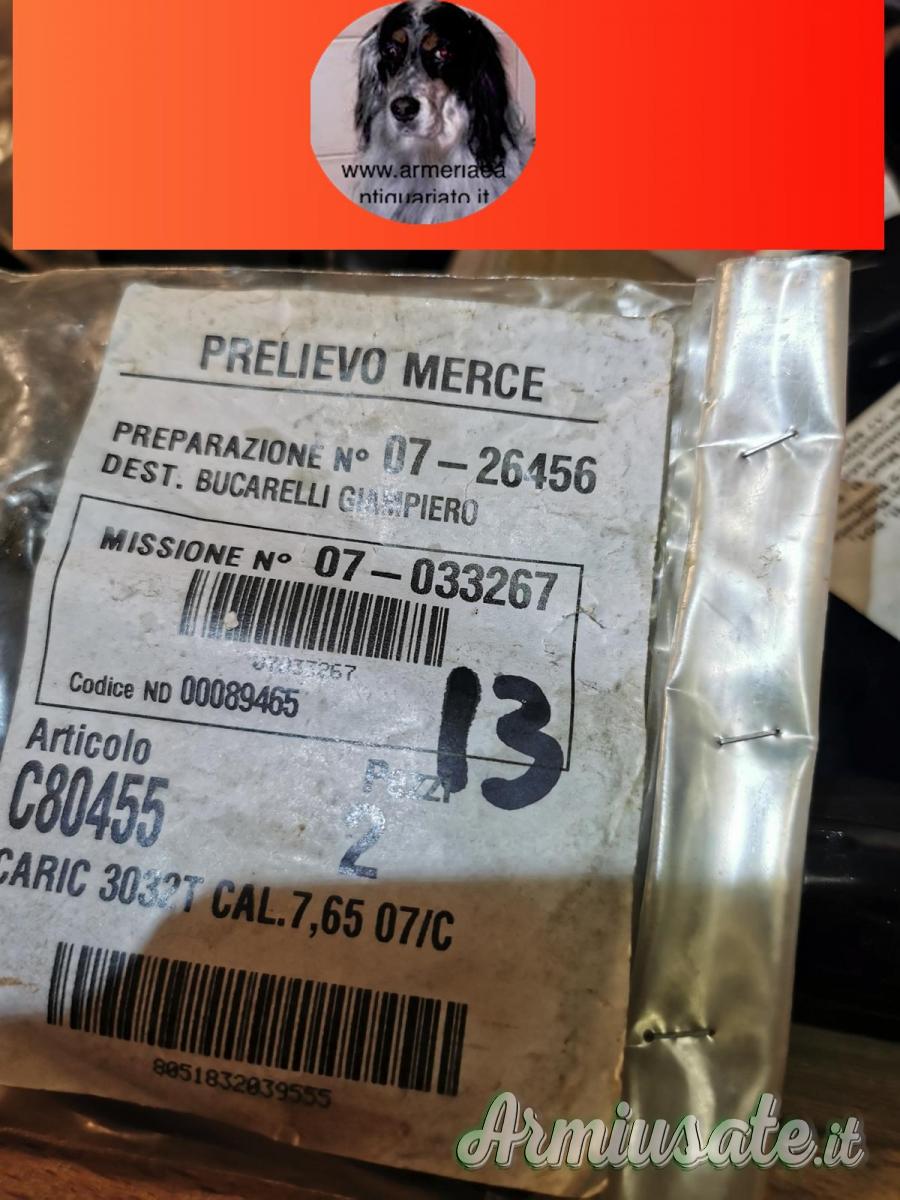 www.armeriaea
ntiquariato.it
PRELIEVO MERCE
PREPARAZIONE N° 07-26456
DEST. BUCARELLI GIAMPIERO
MISSIONE N° 07-033267
07033267
Codice ND 00089465
13
Articolo
Pezzi
C80455
2
CARIC 3032T CAL.7,65 07/C
8051832039555
Armiusate.it